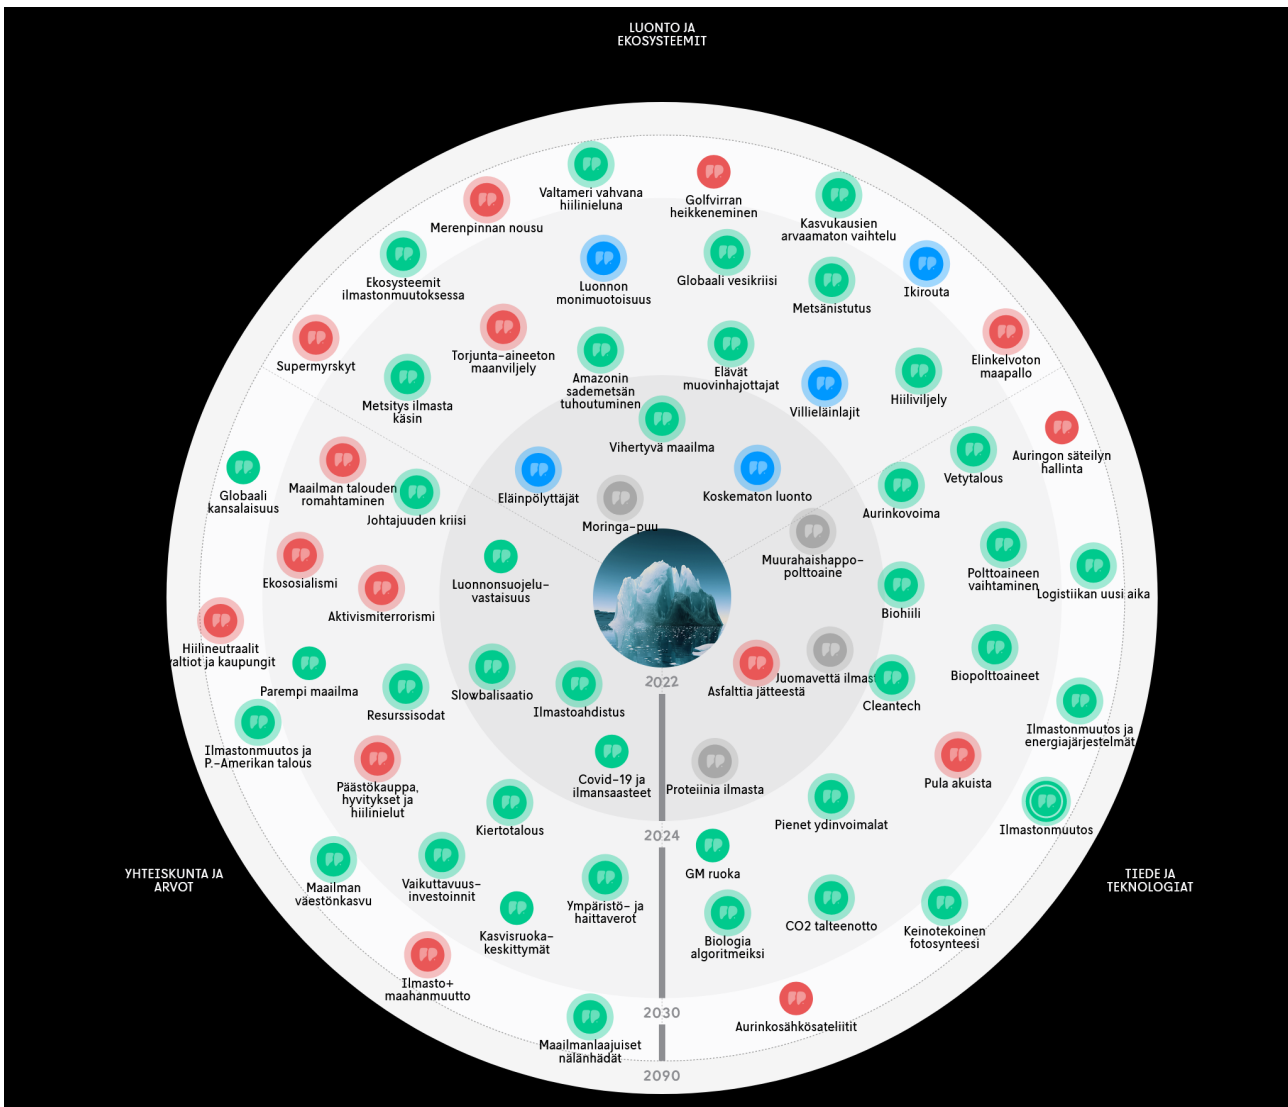 LUONTO JA
EKOSYSTEEMIT
Valtameri vahvana
hiilinieluna
Golfvirran
heikkeneminen
Merenpinnan nousu
Kasvukausien
arvaamaton vaihtelu
Ekosysteemit
ilmastonmuutoksessa
Luonnon
monimuotoisuus
Globaali vesikriisi
Metsänistutus
Ikirouta
Supermyrskyt
Torjunta-aineeton
maanviljely
Elinkelvoton
maapallo
Metsitys ilmasta
käsin
Amazonin
sademetsän
tuhoutuminen
Elävät
muovinhajottajat
Villieläinlajit
Hiiliviljely
Vihertyvä maailma
Auringon säteilyn
hallinta
Globaali
kansalaisuus
Maailman talouden
romahtaminen
Johtajuuden kriisi
Eläinpölyttäjät
Moringa-puu
Koskematon luonto
Aurinkovoima
Vetytalous
Ekososialismi
Aktivismiterrorismi
Luonnonsuojelu-
vastaisuus
Muurahaishappo-
polttoaine
Biohiili
Polttoaineen
vaihtaminen
Logistiikan uusi aika
Hiilineutraalit
valtiot ja kaupungit
Parempi maailma
Resurssisodat
Slowbalisaatio
Ilmastoahdistus
2022
Asfalttia jätteestä
Juomavettä ilmast
Cleantech
Biopolttoaineet
Ilmastonmuutos ja
P.-Amerikan talous
Ilmastonmuutos ja
energiajärjestelmät
Päästökauppa,
hyvitykset ja
hiilinielut
Covid-19 ja
ilmansaasteet
Proteiinia ilmasta
Pula akuista
Kiertotalous
2024
Pienet ydinvoimalat
Ilmastonmuutos
YHTEISKUNTA JA
ARVOT
TIEDE JA
TEKNOLOGIAT
Maailman
väestönkasvu
Vaikuttavuus-
investoinnit
Kasvisruoka-
keskittymät
Ympäristö- ja
haittaverot
GM ruoka
Biologia
algoritmeiksi
CO2 talteenotto
Keinotekoinen
fotosynteesi
Ilmasto+
maahanmuutto
2030
Aurinkosähkösateliitit
Maailmanlaajuiset
nälänhädät
2090